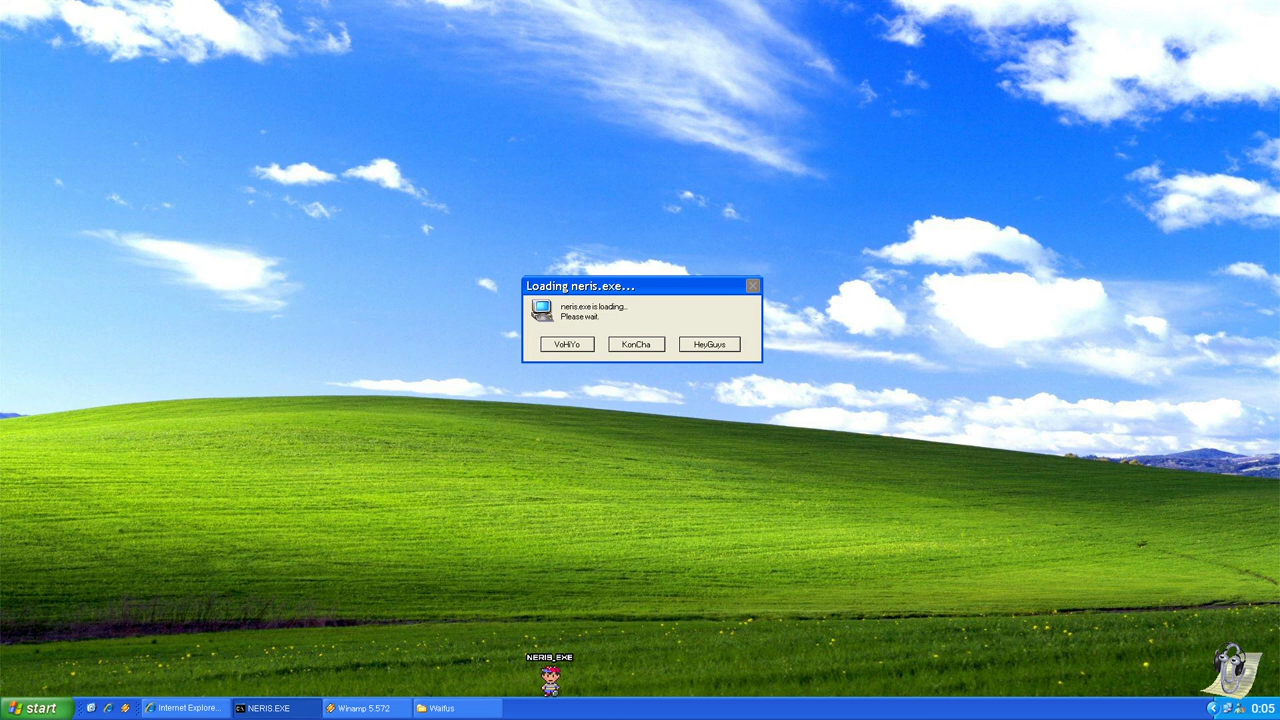 Loading neris.exe...
neris.exe is loading...
Please wait.
VoHiYo
KonCha
HeyGuys
NERIS_EXE
start
Internet Explore...
NERIS.EXE
Winamp 5.572
Waifus
0:05